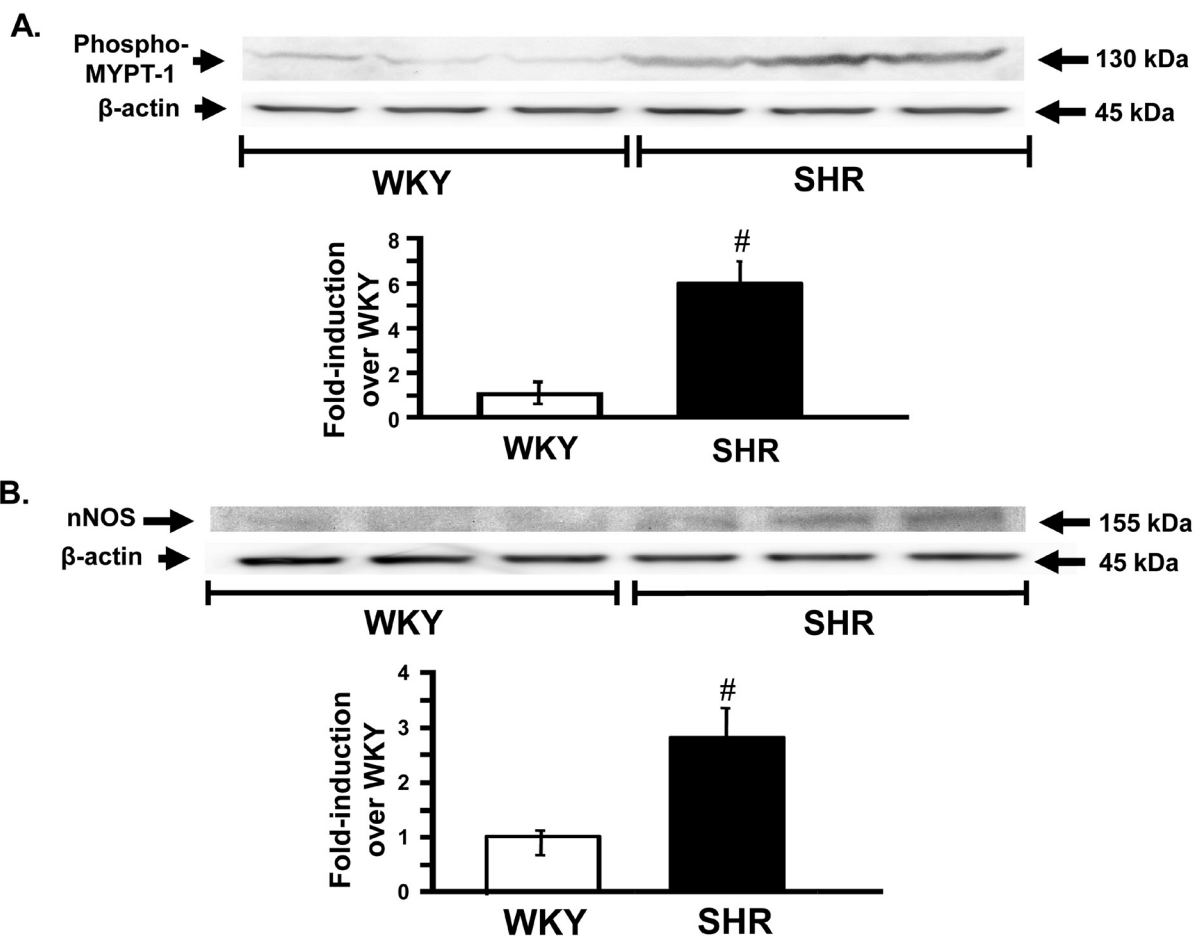 A.
Phospho-
MYPT-1
130 kDa
β-actin
45 kDa
WKY
SHR
Fold-induction
over WKY
8
6
4
2
0
#
WKY
SHR
B.
nNOS
155 kDa
β-actin
45 kDa
WKY
SHR
Fold-induction
over WKY
4
3
2
1
0
#
WKY
SHR